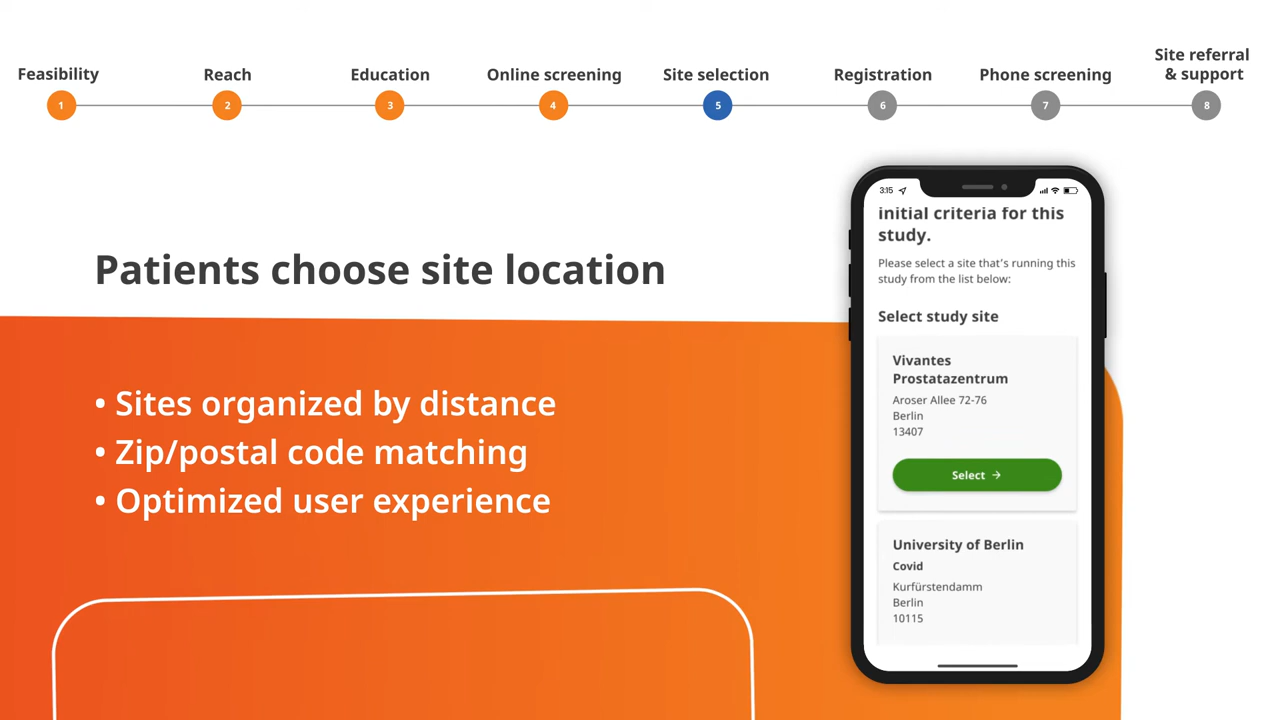 Feasibility
Reach
Education
Online screening
Site selection
Registration
Phone screening
Site referral
& support
1
2
3
4
5
6
7
8
Patients choose site location
• Sites organized by distance
• Zip/postal code matching
• Optimized user experience
3:15
initial criteria for this
study.
Please select a site that's running this
study from the list below:
Select study site
Vivantes
Prostatazentrum
Aroser Allee 72-76
Berlin
13407
Select →
University of Berlin
Covid
Kurfürstendamm
Berlin
10115